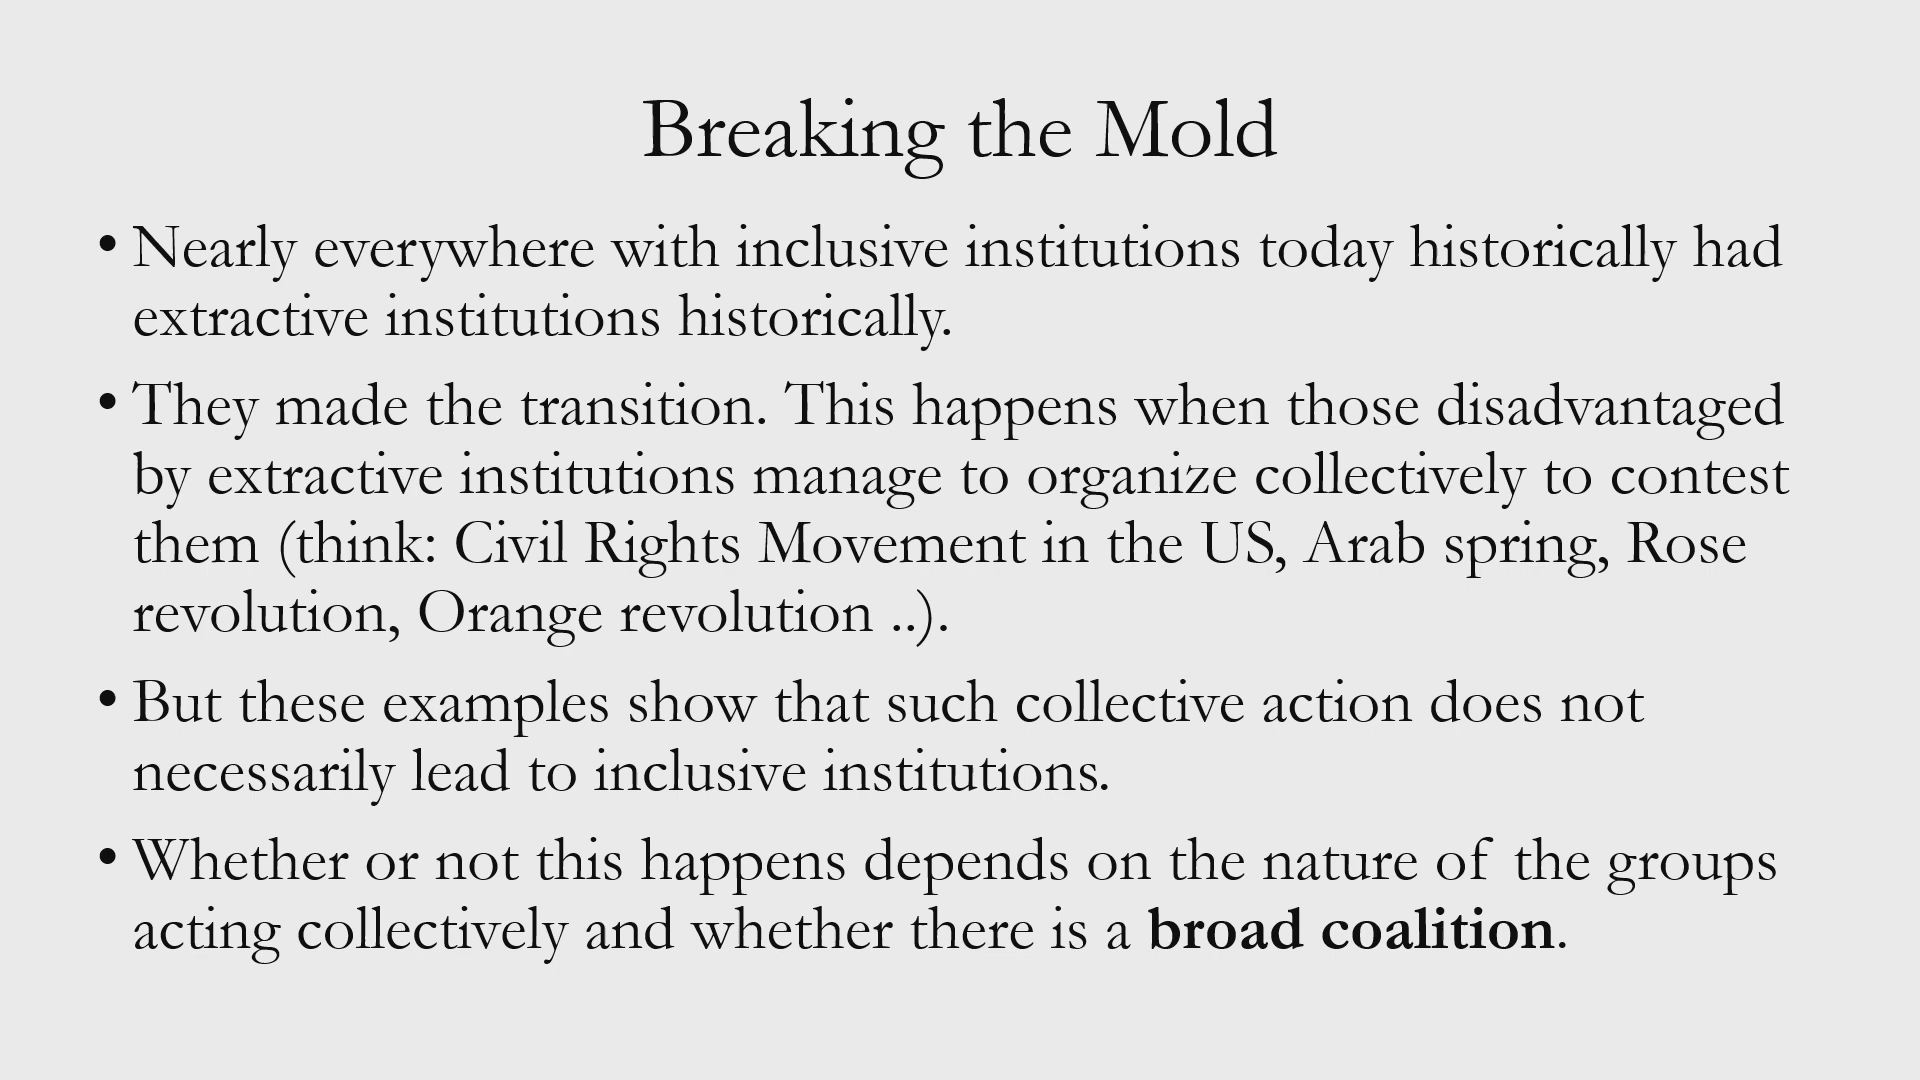 Breaking the Mold
• Nearly everywhere with inclusive institutions today historically had
extractive institutions historically.
• They made the transition. This happens when those disadvantaged
by extractive institutions manage to organize collectively to contest
them (think: Civil Rights Movement in the US, Arab spring, Rose
revolution, Orange revolution ..).
• But these examples show that such collective action does not
necessarily lead to inclusive institutions.
• Whether or not this happens depends on the nature of the groups
acting collectively and whether there is a broad coalition.